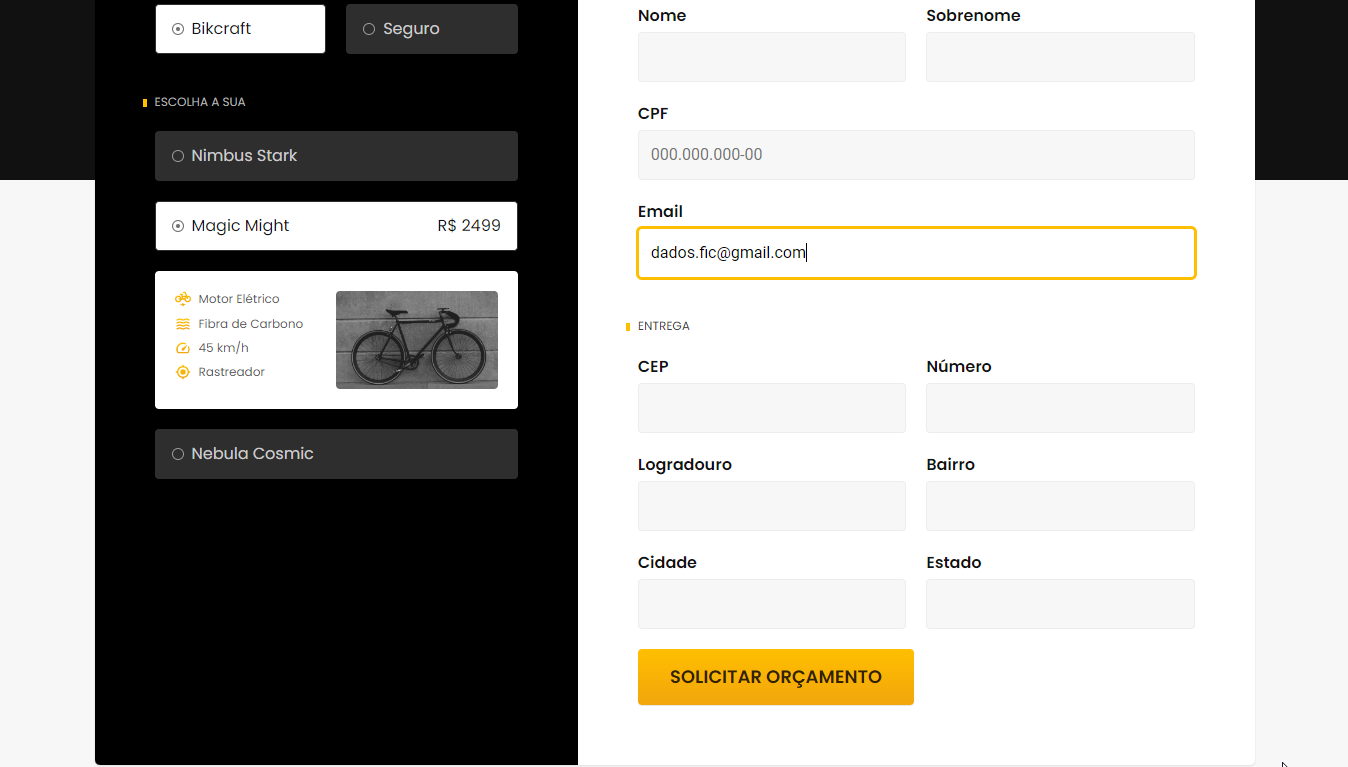 Bikcraft
Seguro
ESCOLHA A SUA
Nimbus Stark
Magic Might
R$ 2499
Motor Elétrico
Fibra de Carbono
45 km/h
Rastreador
Nebula Cosmic
Nome
Sobrenome
CPF
000.000.000-00
Email
dados.fic@gmail.com
ENTREGA
CEP
Número
Logradouro
Bairro
Cidade
Estado
SOLICITAR ORÇAMENTO